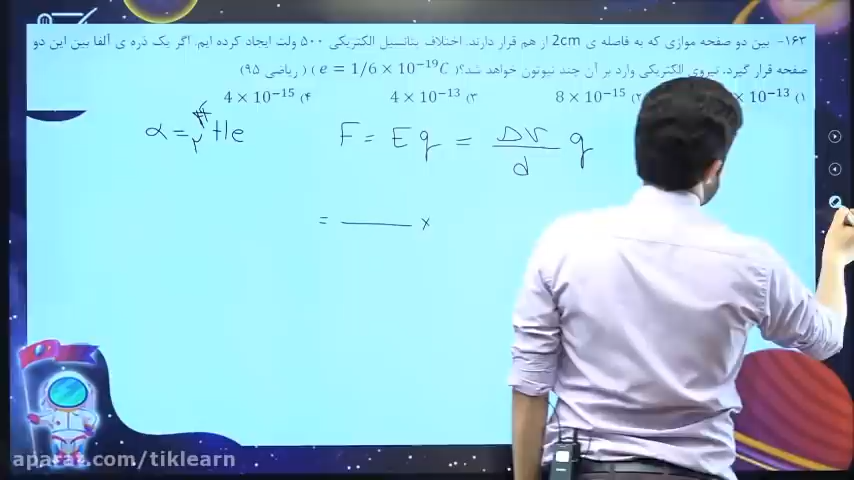 ۱۶۳- بین دو صفحه موازی که به فاصله ی 2cm از هم قرار دارند. اختلاف پتانسیل الکتریکی ۵۰۰ ولت ایجاد کرده ایم. اگر یک ذره ی آلفا بین این دو
صفحه قرار گیرد. نیروی الکتریکی وارد بر آن چند نیوتون خواهد شد؟( e = 1/6 × 10⁻¹⁹C ) ( ریاضی ۹۵)
۱) × 10⁻¹³ ۲) 8 × 10⁻¹⁵ ۳) 4 × 10⁻¹³ ۴) 4 × 10⁻¹⁵
α = ₂⁴He
F = Eq = ΔV/d q
= ——— ×
aparat.com/tiklearn